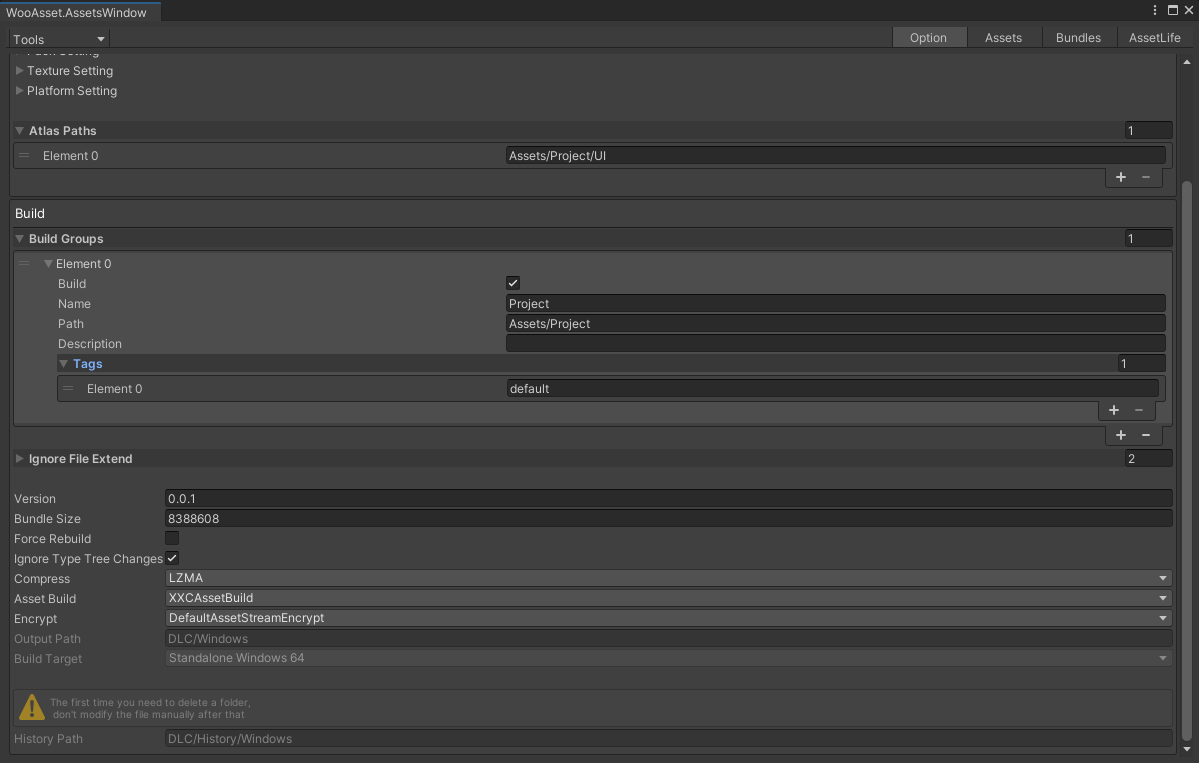 WooAsset.AssetsWindow
Tools
Option Assets Bundles AssetLife
Texture Setting
Platform Setting
Atlas Paths 1
Element 0 Assets/Project/UI
Build
Build Groups 1
Element 0
Build
Name Project
Path Assets/Project
Description
Tags 1
Element 0 default
Ignore File Extend 2
Version 0.0.1
Bundle Size 8388608
Force Rebuild
Ignore Type Tree Changes
Compress LZMA
Asset Build XXCAssetBuild
Encrypt DefaultAssetStreamEncrypt
Output Path DLC/Windows
Build Target Standalone Windows 64
The first time you need to delete a folder,
don't modify the file manually after that
History Path DLC/History/Windows